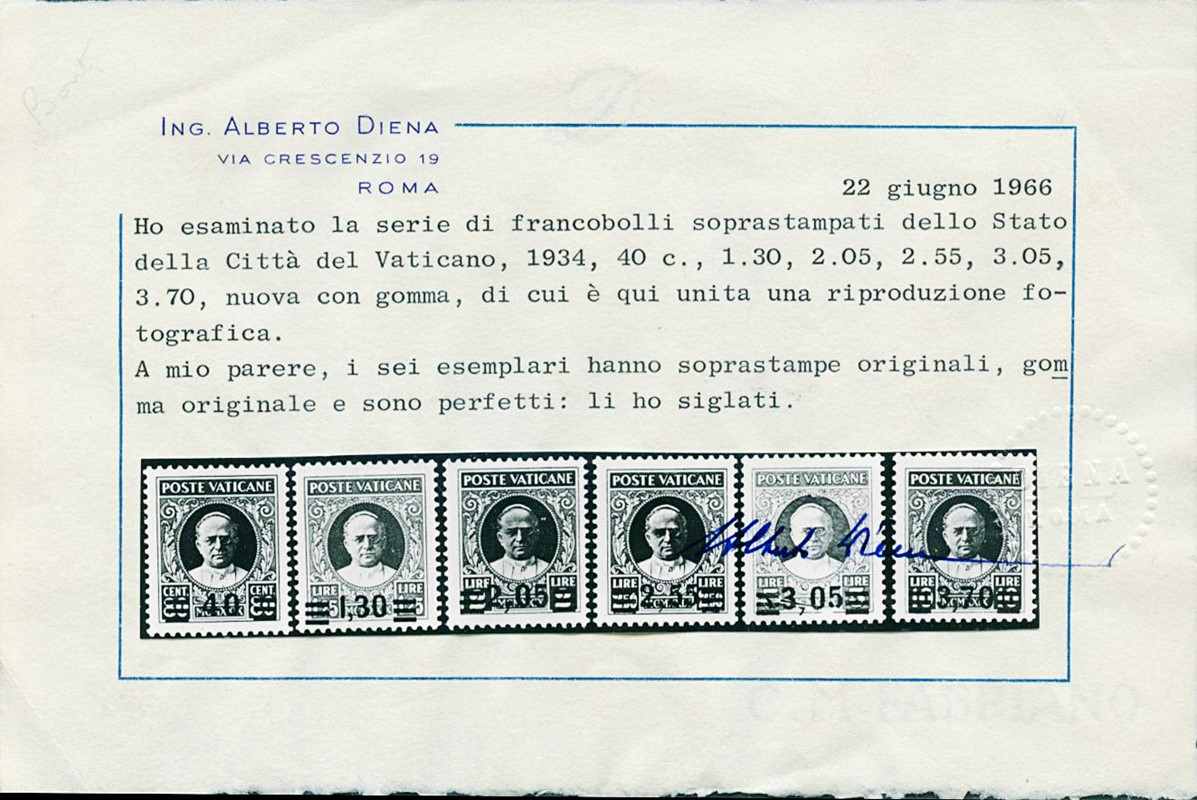 ING. ALBERTO DIENA
VIA CRESCENZIO 19
ROMA
22 giugno 1966
Ho esaminato la serie di francobolli soprastampati dello Stato
della Città del Vaticano, 1934, 40 c., 1.30, 2.05, 2.55, 3.05,
3.70, nuova con gomma, di cui è qui unita una riproduzione fo-
tografica.
A mio parere, i sei esemplari hanno soprastampe originali, gom
ma originale e sono perfetti: li ho siglati.
POSTE VATICANE POSTE VATICANE POSTE VATICANE POSTE VATICANE POSTE VATICANE POSTE VATICANE
CENT. CENT. LIRE LIRE LIRE LIRE LIRE LIRE LIRE LIRE LIRE LIRE
40 1,30 2,05 2,55 3,05 3,70
Alberto Diena